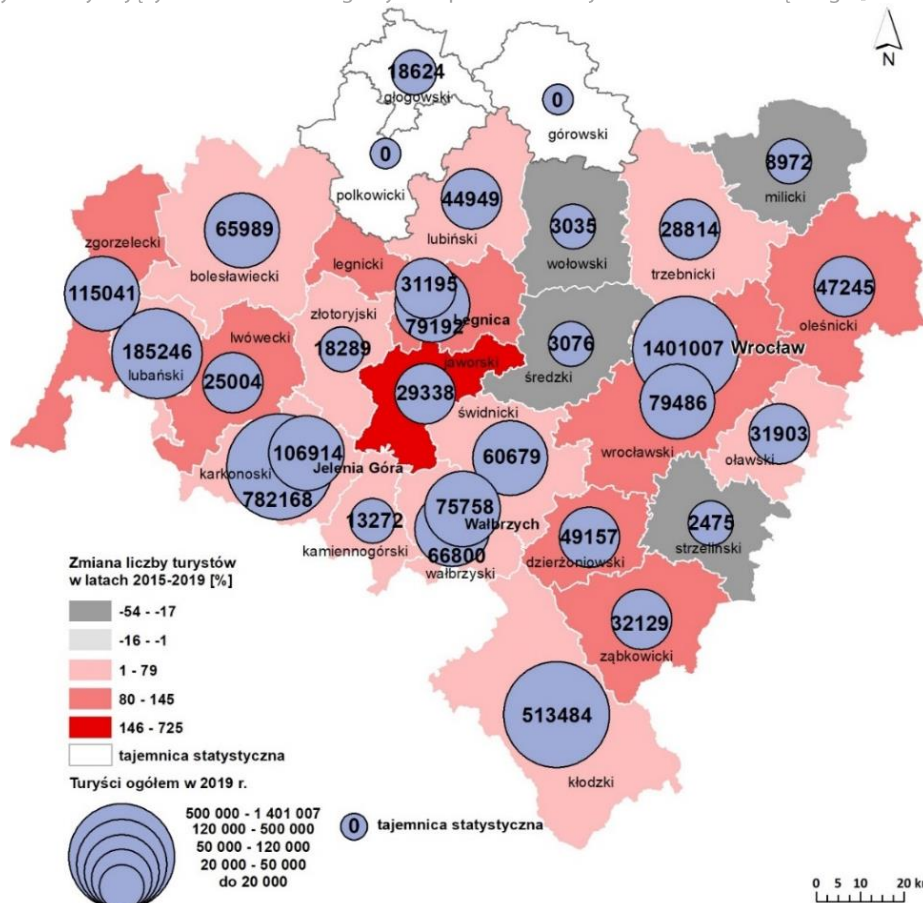 N
18624
głogowski
0
górowski
0
polkowicki
8972
milicki
44949
lubiński
3035
wołowski
28814
trzebnicki
65989
bolesławiecki
zgorzelecki
115041
legnicki
31195
79192
Legnica
47245
oleśnicki
złotoryjski
18289
lwówecki
25004
185246
lubański
jaworski
29338
3076
średzki
1401007
Wrocław
79486
wrocławski
31903
oławski
świdnicki
60679
106914
Jelenia Góra
karkonoski
782168
13272
kamiennogórski
75758
Wałbrzych
66800
wałbrzyski
49157
dzierżoniowski
2475
strzeliński
32129
ząbkowicki
513484
kłodzki
Zmiana liczby turystów
w latach 2015-2019 [%]
-54 - -17
-16 - -1
1 - 79
80 - 145
146 - 725
tajemnica statystyczna
Turyści ogółem w 2019 r.
500 000 - 1 401 007
120 000 - 500 000
50 000 - 120 000
20 000 - 50 000
do 20 000
0 tajemnica statystyczna
0 5 10 20